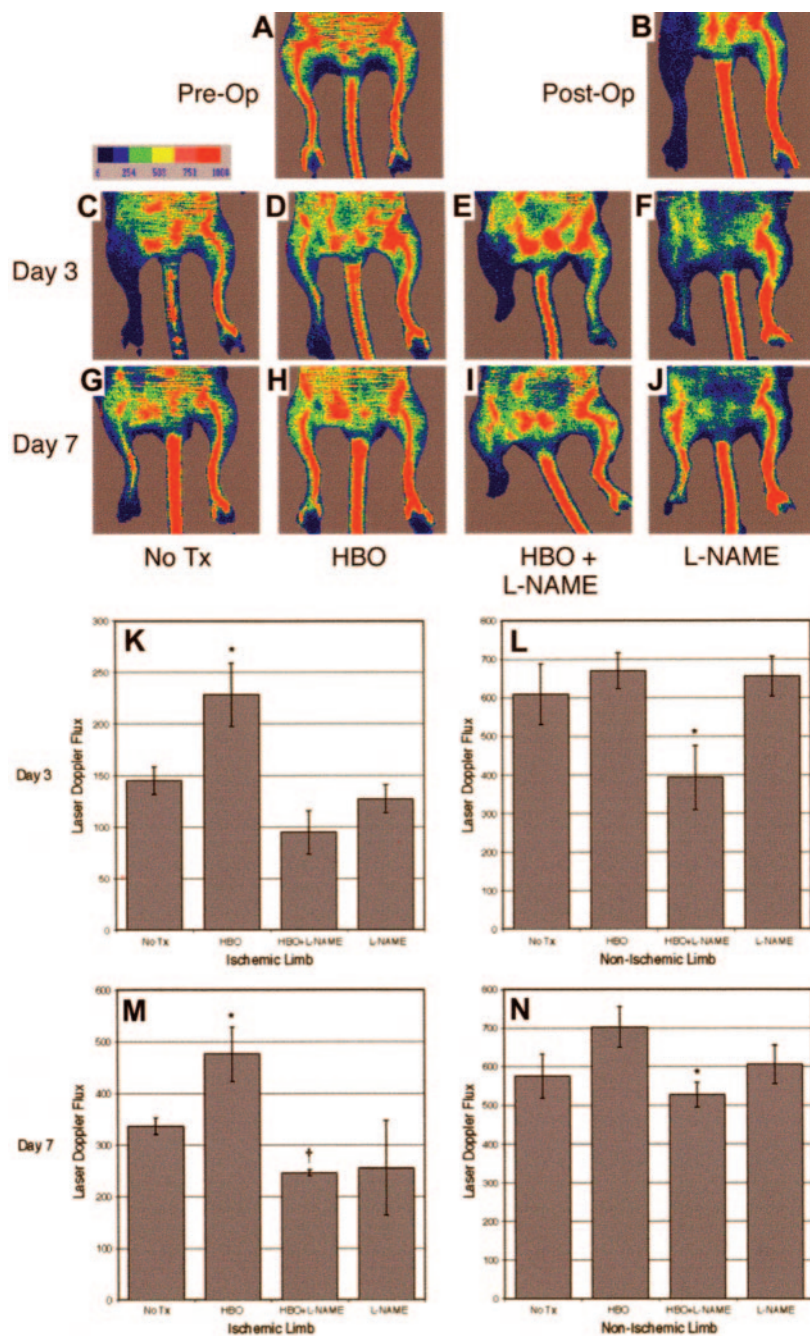 A
B
Pre-Op
Post-Op
254
501
753
1000
C
D
E
F
Day 3
G
H
I
J
Day 7
No Tx
HBO
HBO +
L-NAME
L-NAME
K
Day 3
Laser Doppler Flux
300
250
200
150
100
50
0
*
No Tx
HBO
HBO+L-NAME
L-NAME
Ischemic Limb
L
Laser Doppler Flux
800
700
600
500
400
300
200
100
0
*
No Tx
HBO
HBO+L-NAME
L-NAME
Non-Ischemic Limb
M
Day 7
Laser Doppler Flux
600
500
400
300
200
100
0
*
†
No Tx
HBO
HBO+L-NAME
L-NAME
Ischemic Limb
N
Laser Doppler Flux
800
700
600
500
400
300
200
100
0
*
No Tx
HBO
HBO+L-NAME
L-NAME
Non-Ischemic Limb